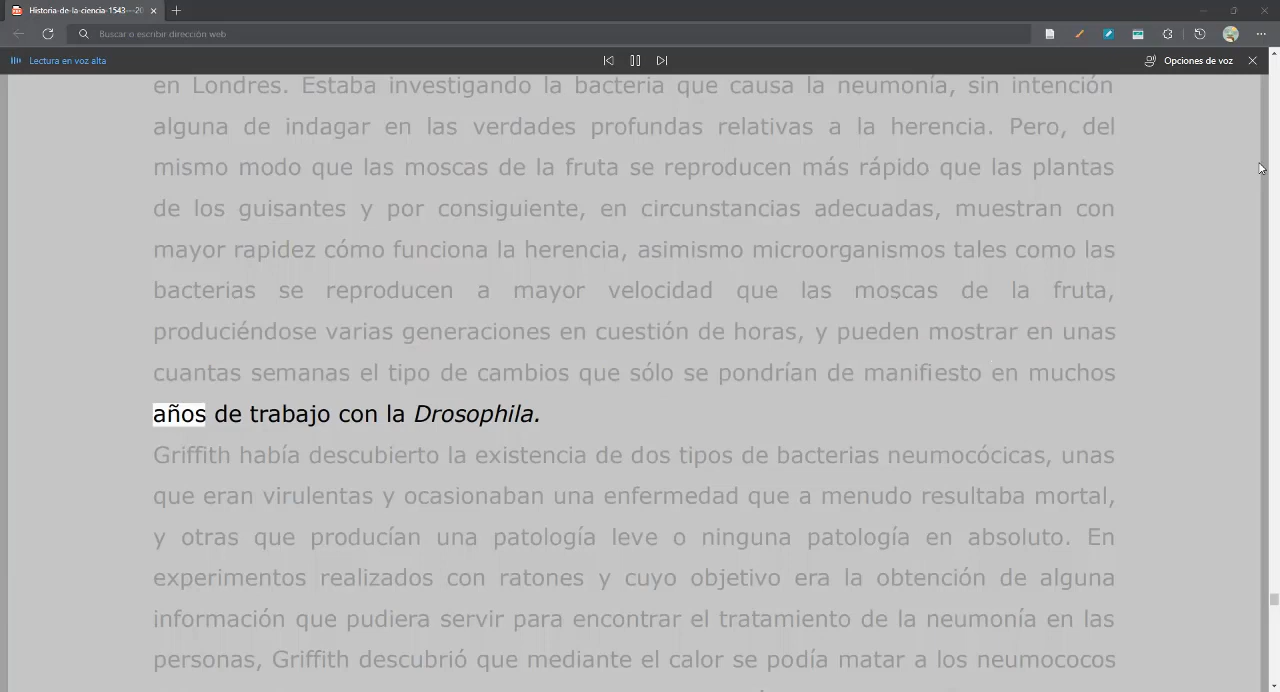 Historia-de-la-ciencia-1543---20
Buscar o escribir dirección web
Lectura en voz alta
Opciones de voz
en Londres. Estaba investigando la bacteria que causa la neumonía, sin intención
alguna de indagar en las verdades profundas relativas a la herencia. Pero, del
mismo modo que las moscas de la fruta se reproducen más rápido que las plantas
de los guisantes y por consiguiente, en circunstancias adecuadas, muestran con
mayor rapidez cómo funciona la herencia, asimismo microorganismos tales como las
bacterias se reproducen a mayor velocidad que las moscas de la fruta,
produciéndose varias generaciones en cuestión de horas, y pueden mostrar en unas
cuantas semanas el tipo de cambios que sólo se pondrían de manifiesto en muchos
años de trabajo con la Drosophila.
Griffith había descubierto la existencia de dos tipos de bacterias neumocócicas, unas
que eran virulentas y ocasionaban una enfermedad que a menudo resultaba mortal,
y otras que producían una patología leve o ninguna patología en absoluto. En
experimentos realizados con ratones y cuyo objetivo era la obtención de alguna
información que pudiera servir para encontrar el tratamiento de la neumonía en las
personas, Griffith descubrió que mediante el calor se podía matar a los neumococos